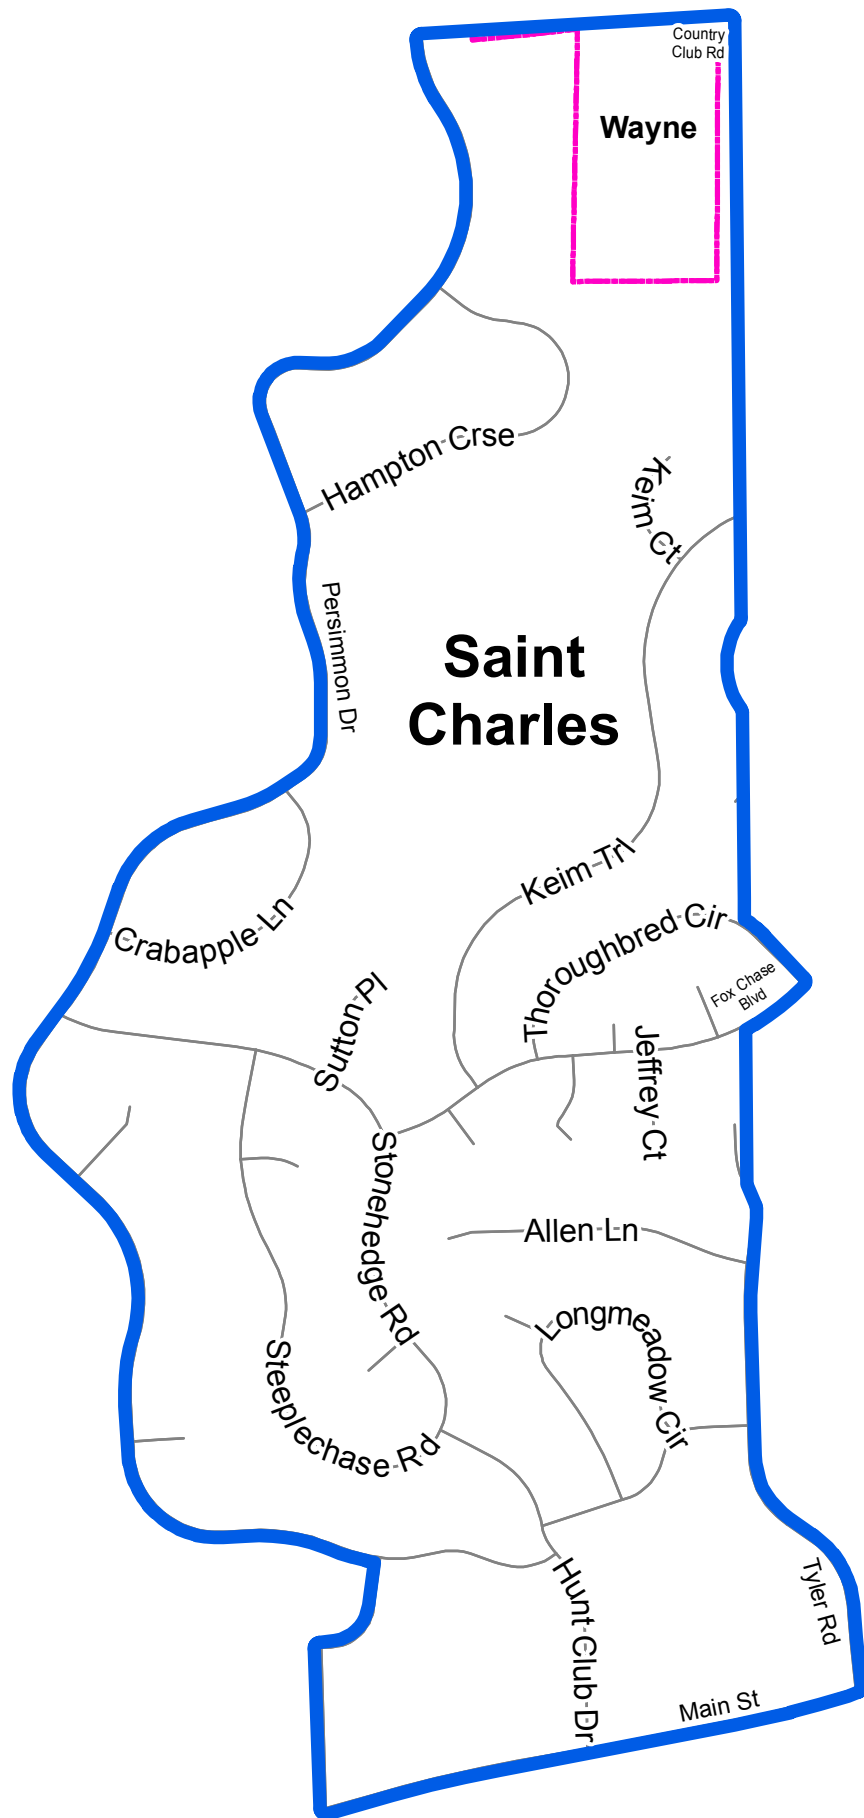 Country
Club Rd
Wayne
Hampton Crse
Keim Ct
Persimmon Dr
Saint
Charles
Keim Trl
Crabapple Ln
Thoroughbred Cir
Fox Chase
Blvd
Sutton Pl
Jeffrey Ct
Stonehedge Rd
Allen Ln
Longmeadow Cir
Steeplechase Rd
Hunt Club Dr
Tyler Rd
Main St